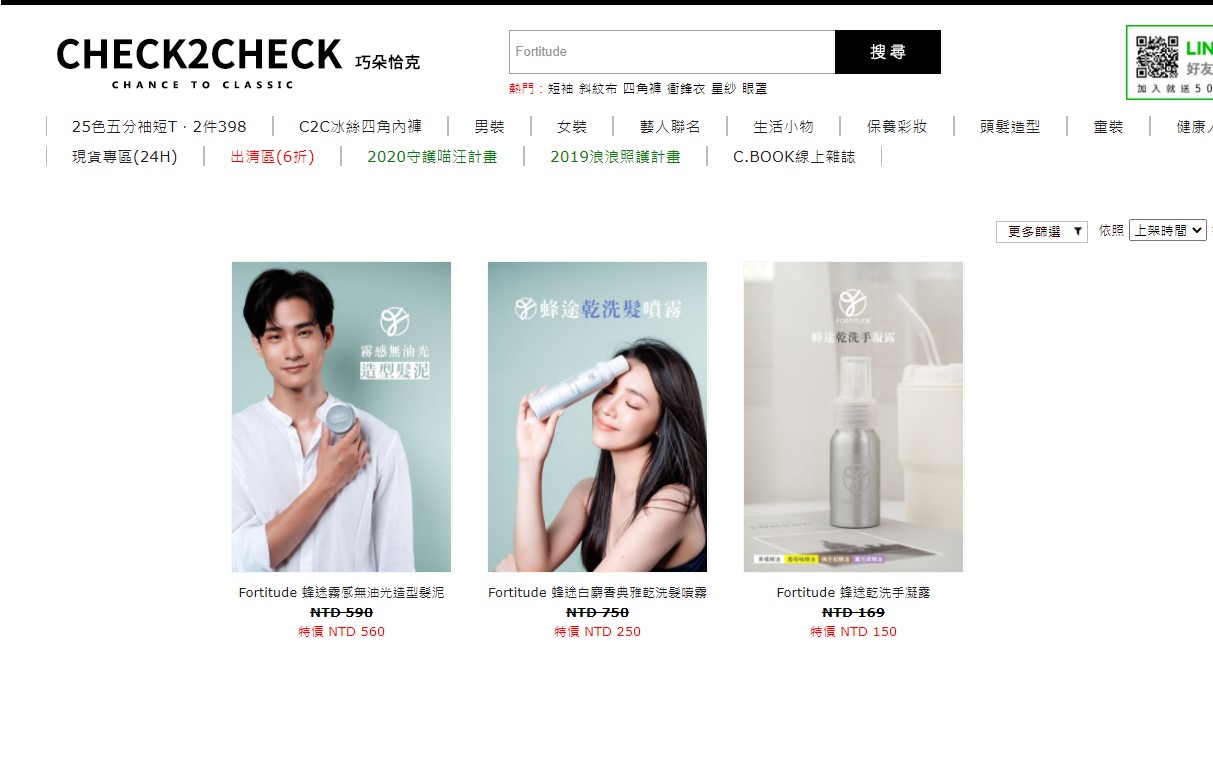 CHECK2CHECK 巧朵恰克
CHANCE TO CLASSIC
Fortitude
搜尋
熱門：短袖 斜紋布 四角褲 衝鋒衣 星紗 眼罩
LIN
好友
加入就送50
25色五分袖短T · 2件398
C2C冰絲四角內褲
男裝
女裝
藝人聯名
生活小物
保養彩妝
頭髮造型
童裝
健康人
現貨專區(24H)
出清區(6折)
2020守護喵汪計畫
2019浪浪照護計畫
C.BOOK線上雜誌
更多篩選
依照
上架時間
霧感無油光
造型髮泥
蜂途乾洗髮噴霧
FORTITUDE
蜂途乾洗手凝露
LONDON
Fortitude 蜂途霧感無油光造型髮泥
NTD 590
特價 NTD 560
Fortitude 蜂途白麝香典雅乾洗髮噴霧
NTD 750
特價 NTD 250
Fortitude 蜂途乾洗手凝露
NTD 169
特價 NTD 150